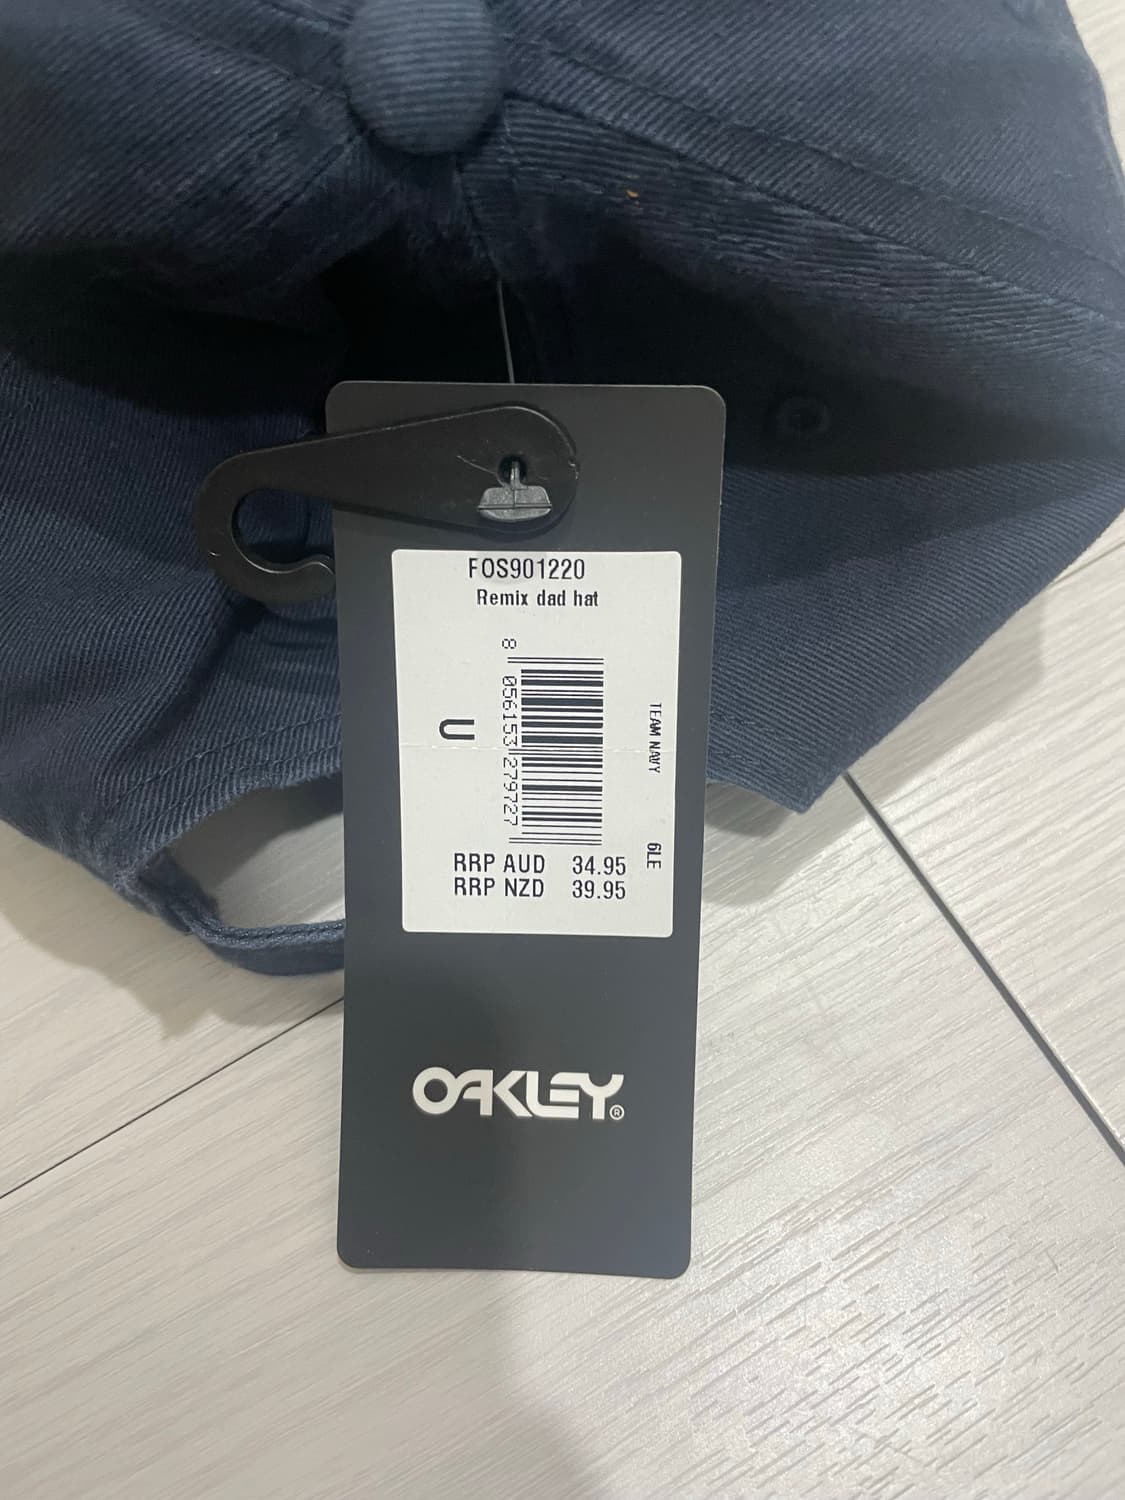 FOS901220
Remix dad hat
8 056153 279727
U
TEAM NAVY
6LE
RRP AUD 34.95
RRP NZD 39.95
OAKLEY®